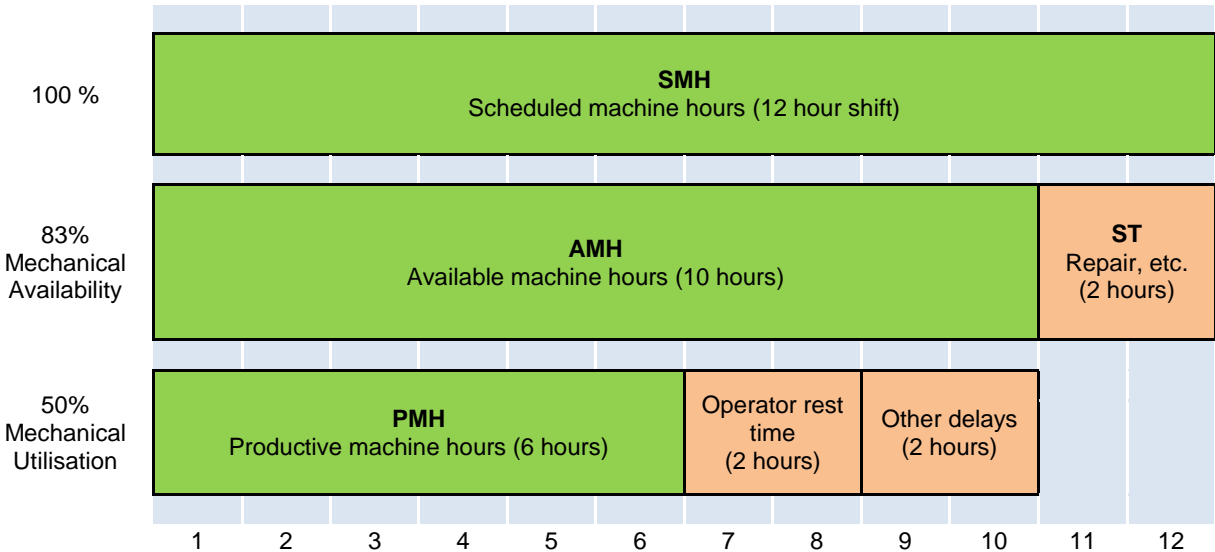 100 %
SMH
Scheduled machine hours (12 hour shift)
83%
Mechanical
Availability
AMH
Available machine hours (10 hours)
ST
Repair, etc.
(2 hours)
50%
Mechanical
Utilisation
PMH
Productive machine hours (6 hours)
Operator rest
time
(2 hours)
Other delays
(2 hours)
1 2 3 4 5 6 7 8 9 10 11 12